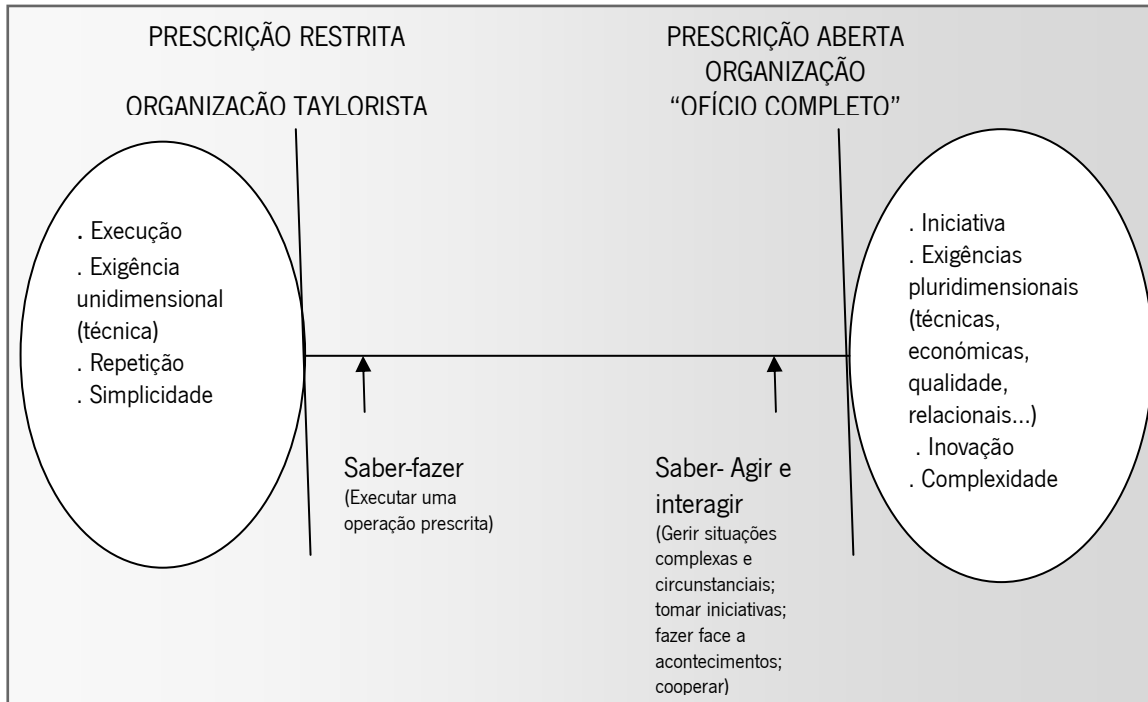 PRESCRIÇÃO RESTRITA
ORGANIZAÇÃO TAYLORISTA
PRESCRIÇÃO ABERTA
ORGANIZAÇÃO
“OFÍCIO COMPLETO”
. Execução
. Exigência
unidimensional
(técnica)
. Repetição
. Simplicidade
Saber-fazer
(Executar uma
operação prescrita)
Saber- Agir e
interagir
(Gerir situações
complexas e
circunstanciais;
tomar iniciativas;
fazer face a
acontecimentos;
cooperar)
. Iniciativa
. Exigências
pluridimensionais
(técnicas,
económicas,
qualidade,
relacionais...)
. Inovação
. Complexidade